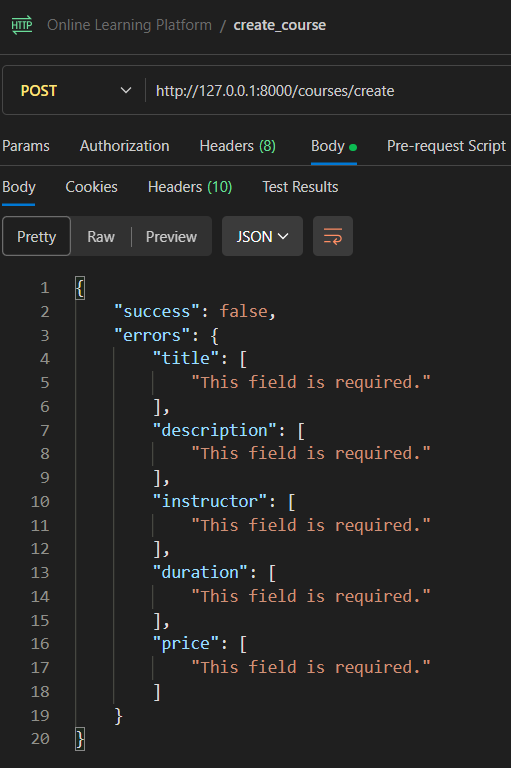 HTTP Online Learning Platform / create_course
POST http://127.0.0.1:8000/courses/create
Params Authorization Headers (8) Body Pre-request Script
Body Cookies Headers (10) Test Results
Pretty Raw Preview JSON
1 {
2 "success": false,
3 "errors": {
4 "title": [
5 "This field is required."
6 ],
7 "description": [
8 "This field is required."
9 ],
10 "instructor": [
11 "This field is required."
12 ],
13 "duration": [
14 "This field is required."
15 ],
16 "price": [
17 "This field is required."
18 ]
19 }
20 }